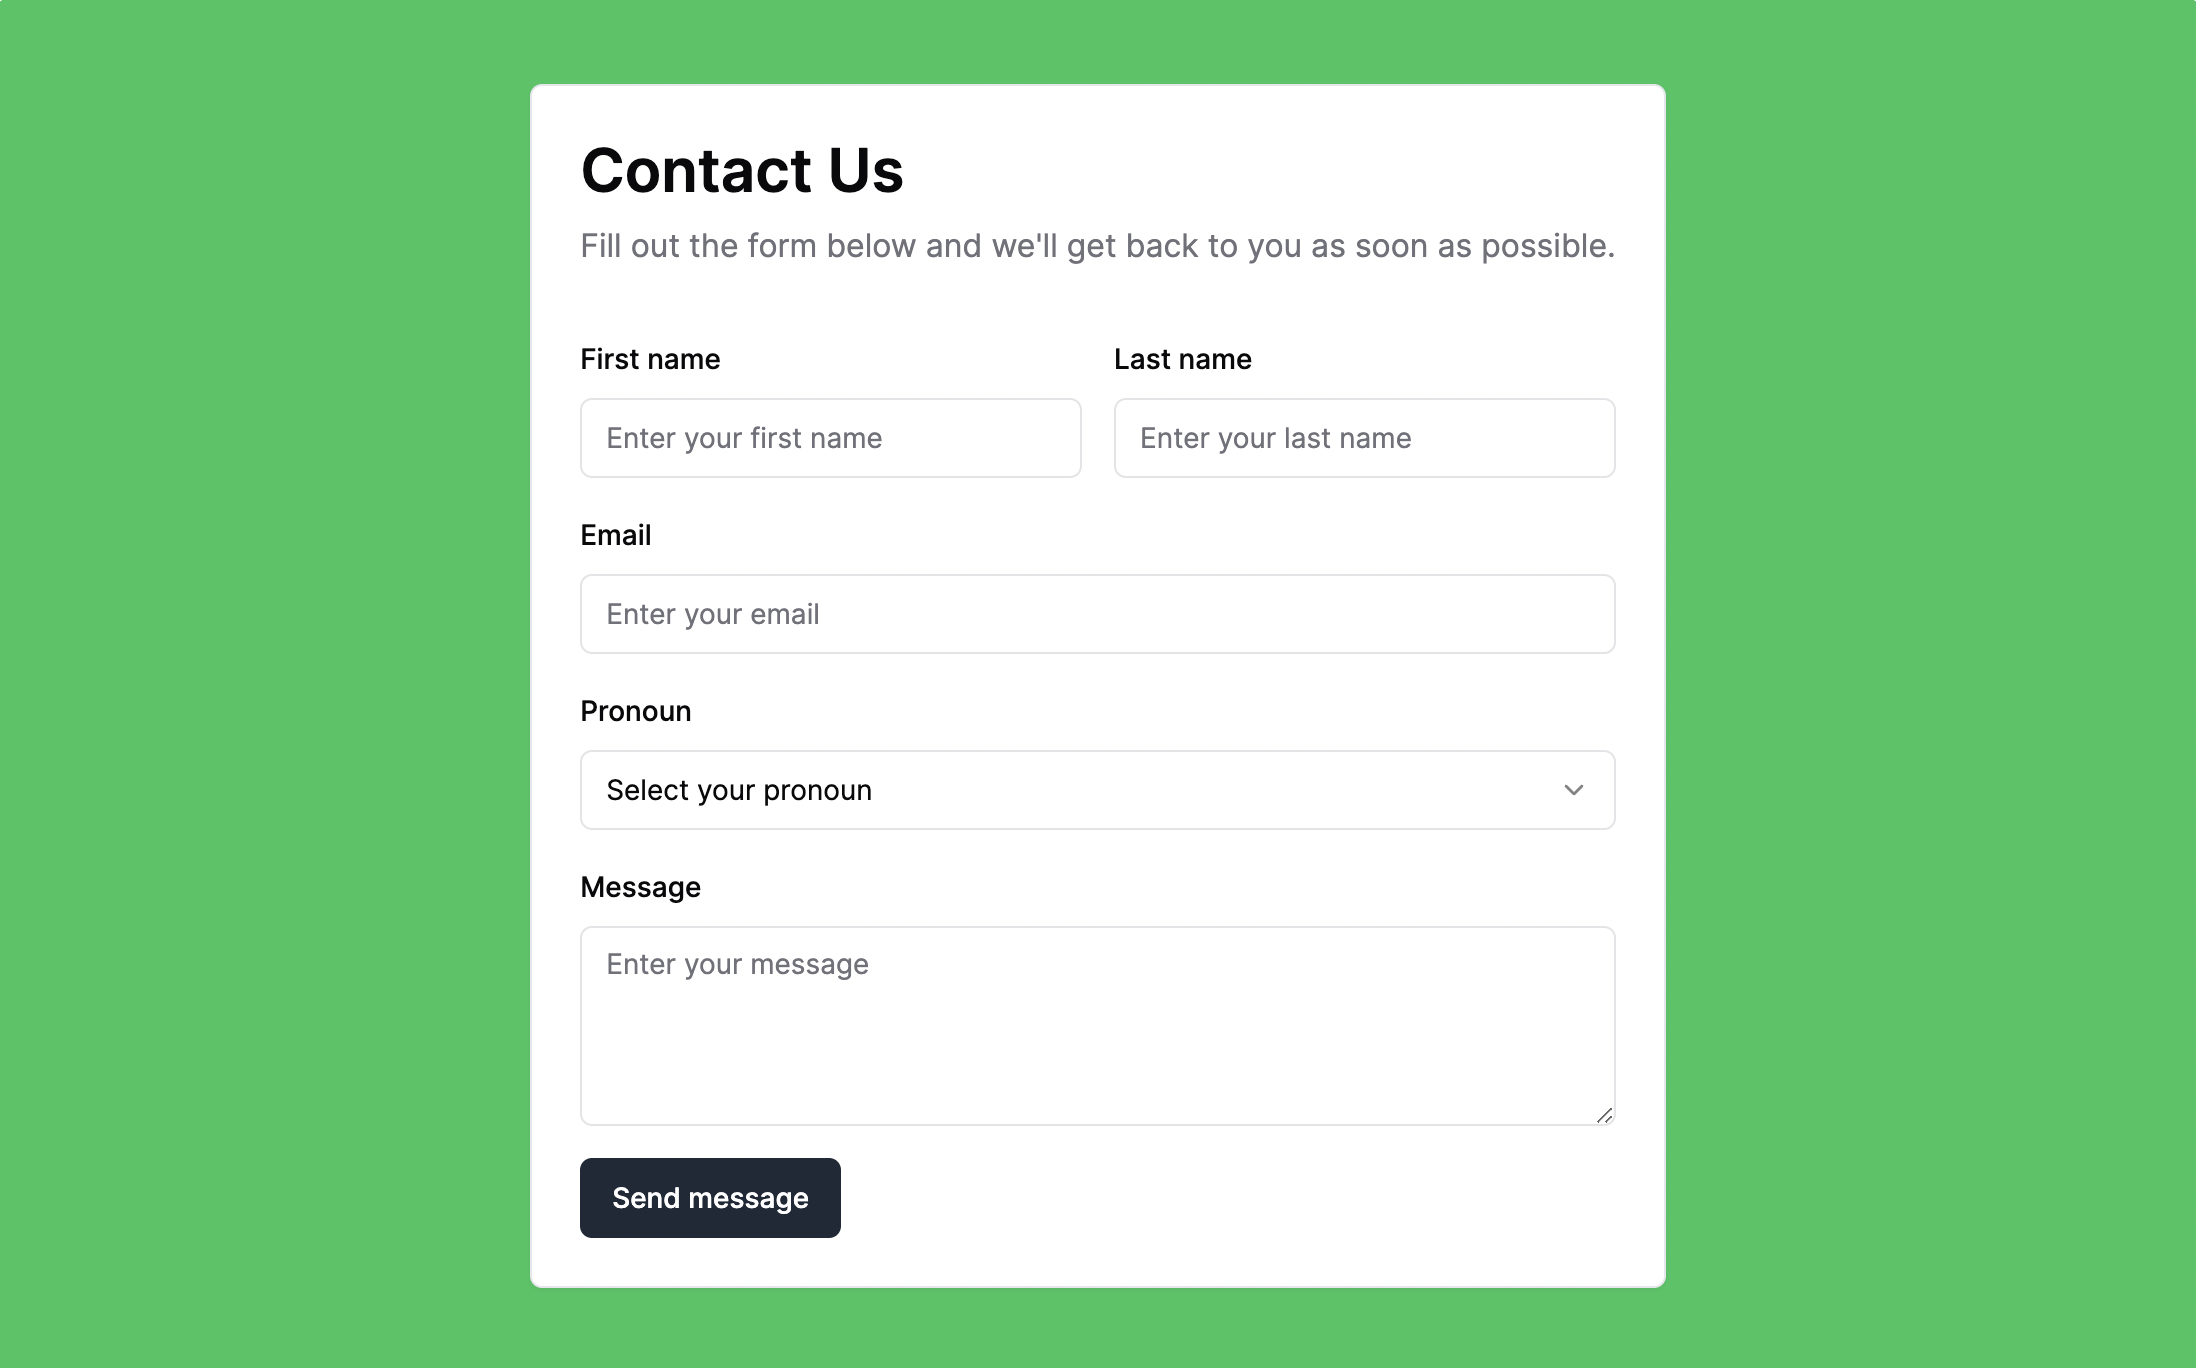 Contact Us
Fill out the form below and we'll get back to you as soon as possible.
First name
Last name
Enter your first name
Enter your last name
Email
Enter your email
Pronoun
Select your pronoun
Message
Enter your message
Send message